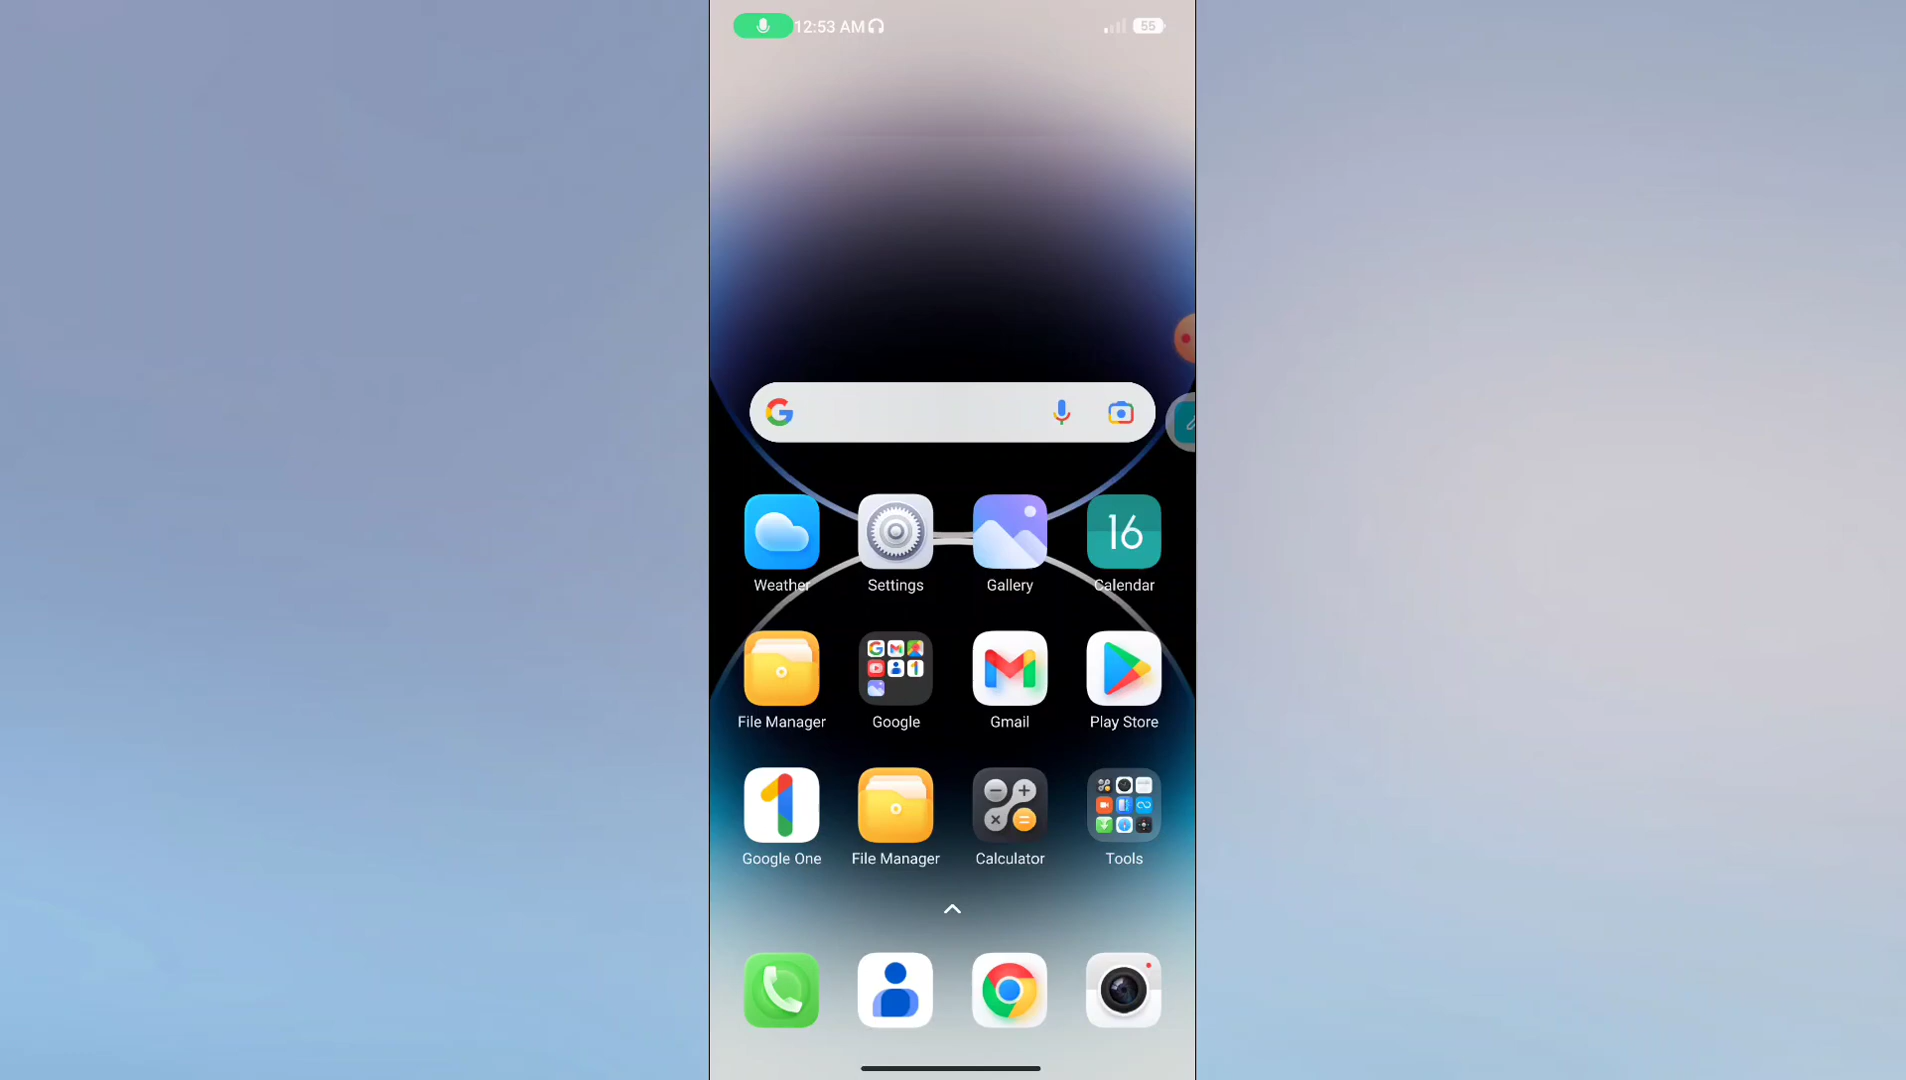 12:53 AM 55
Weather Settings Gallery Calendar
16
File Manager Google Gmail Play Store
Google One File Manager Calculator Tools